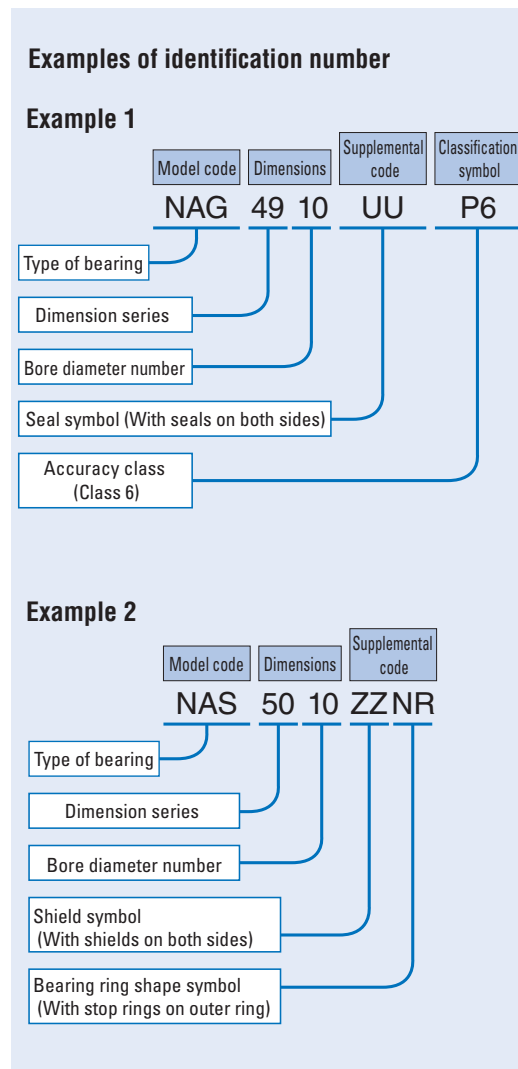 Examples of identification number
Example 1
Model code Dimensions Supplemental code Classification symbol
NAG 49 10 UU P6
Type of bearing
Dimension series
Bore diameter number
Seal symbol (With seals on both sides)
Accuracy class
(Class 6)
Example 2
Model code Dimensions Supplemental code
NAS 50 10 ZZ NR
Type of bearing
Dimension series
Bore diameter number
Shield symbol
(With shields on both sides)
Bearing ring shape symbol
(With stop rings on outer ring)